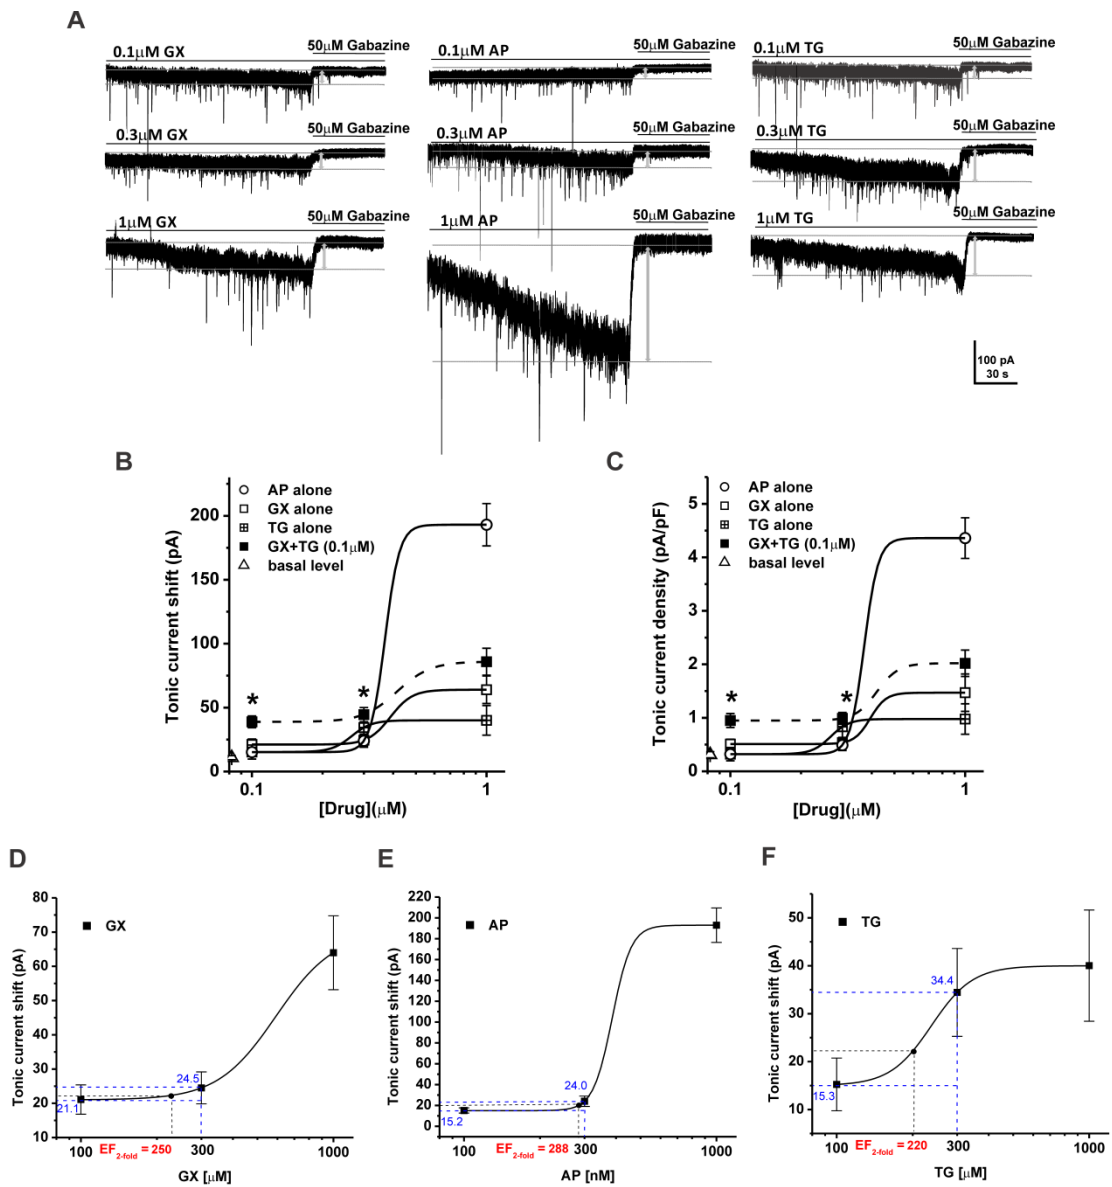 A
0.1μM GX
50μM Gabazine
0.1μM AP
50μM Gabazine
0.1μM TG
50μM Gabazine
0.3μM GX
50μM Gabazine
0.3μM AP
50μM Gabazine
0.3μM TG
50μM Gabazine
1μM GX
50μM Gabazine
1μM AP
50μM Gabazine
1μM TG
50μM Gabazine
100 pA
30 s
B
Tonic current shift (pA)
200
150
100
50
0
AP alone
GX alone
TG alone
GX+TG (0.1μM)
basal level
*
*
0.1
1
[Drug](μM)
C
Tonic current density (pA/pF)
5
4
3
2
1
0
AP alone
GX alone
TG alone
GX+TG (0.1μM)
basal level
*
*
0.1
1
[Drug](μM)
D
Tonic current shift (pA)
80
70
60
50
40
30
20
10
GX
24.5
21.1
100
300
1000
EF2-fold = 250
GX [μM]
E
Tonic current shift (pA)
220
200
180
160
140
120
100
80
60
40
20
0
AP
24.0
15.2
100
300
1000
EF2-fold = 288
AP [nM]
F
Tonic current shift (pA)
50
40
30
20
10
TG
34.4
15.3
100
300
1000
EF2-fold = 220
TG [μM]